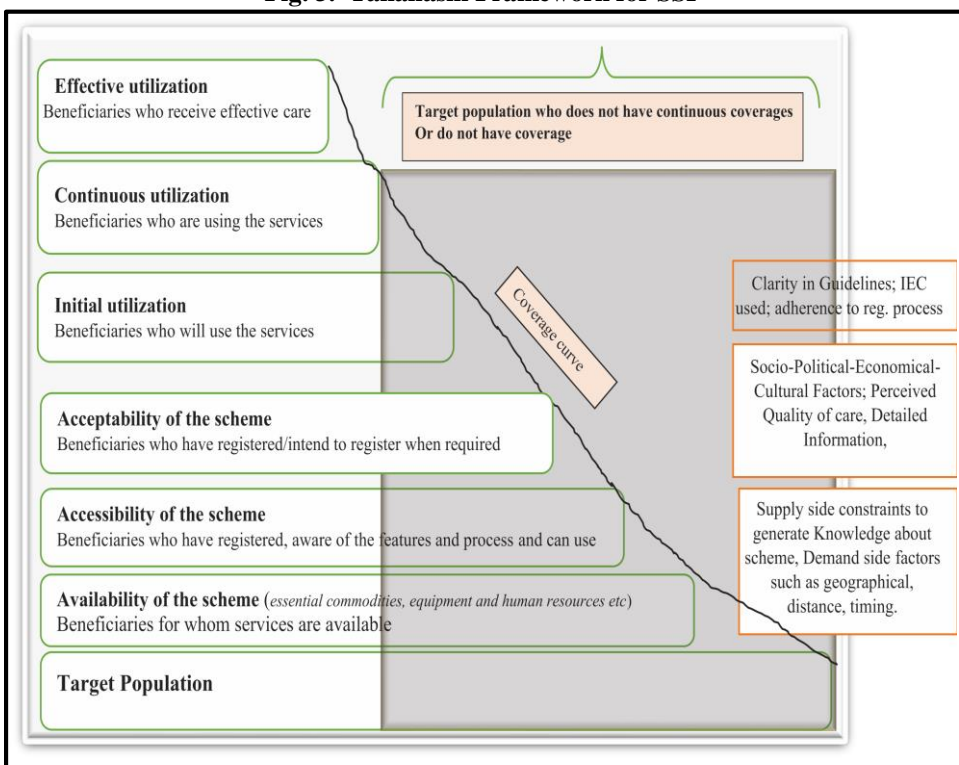 Effective utilization
Beneficiaries who receive effective care
Target population who does not have continuous coverages
Or do not have coverage
Continuous utilization
Beneficiaries who are using the services
Initial utilization
Beneficiaries who will use the services
Coverage curve
Clarity in Guidelines; IEC
used; adherence to reg. process
Socio-Political-Economical-
Cultural Factors; Perceived
Quality of care, Detailed
Information,
Acceptability of the scheme
Beneficiaries who have registered/intend to register when required
Accessibility of the scheme
Beneficiaries who have registered, aware of the features and process and can use
Supply side constraints to
generate Knowledge about
scheme, Demand side factors
such as geographical,
distance, timing.
Availability of the scheme (essential commodities, equipment and human resources etc)
Beneficiaries for whom services are available
Target Population